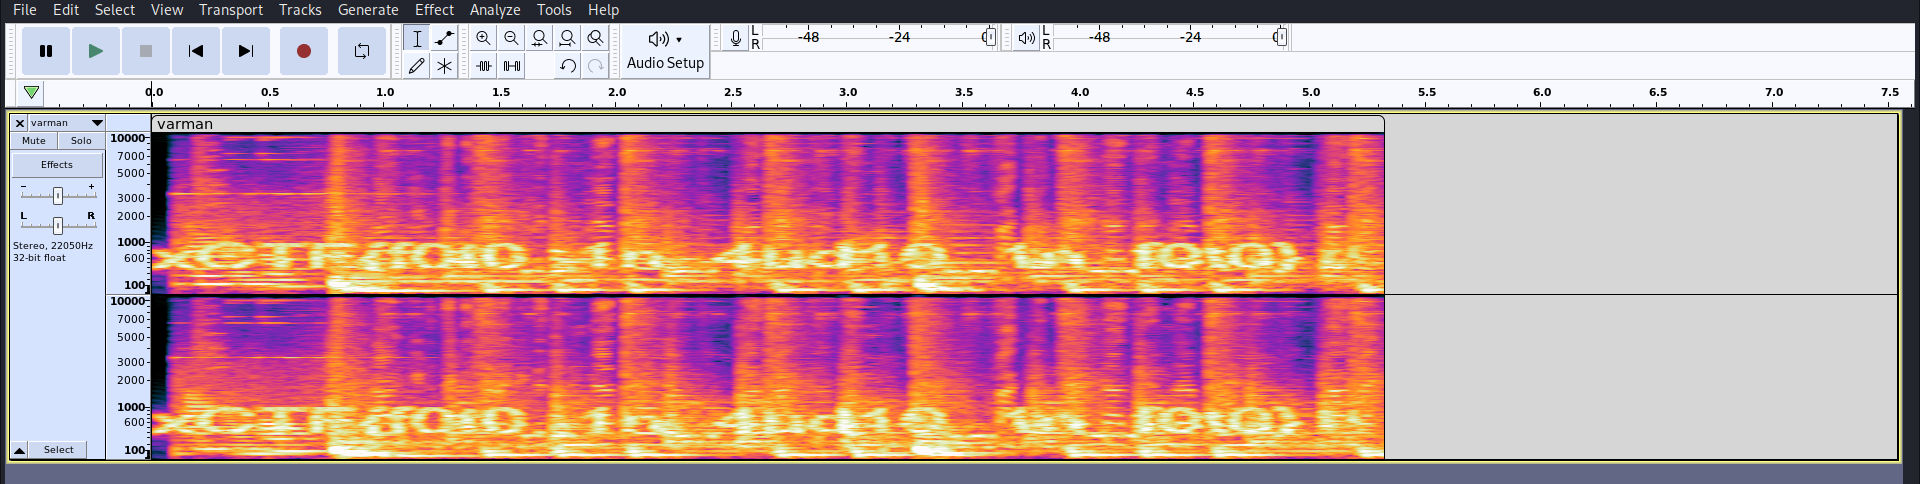 File Edit Select View Transport Tracks Generate Effect Analyze Tools Help
L R -48 -24 0
L R -48 -24 0
Audio Setup
0.0 0.5 1.0 1.5 2.0 2.5 3.0 3.5 4.0 4.5 5.0 5.5 6.0 6.5 7.0 7.5
varman
varman
Mute Solo
Effects
- +
L R
Stereo, 22050Hz
32-bit float
10000
7000
5000
3000
2000
1000
600
100
10000
7000
5000
3000
2000
1000
600
100
Select